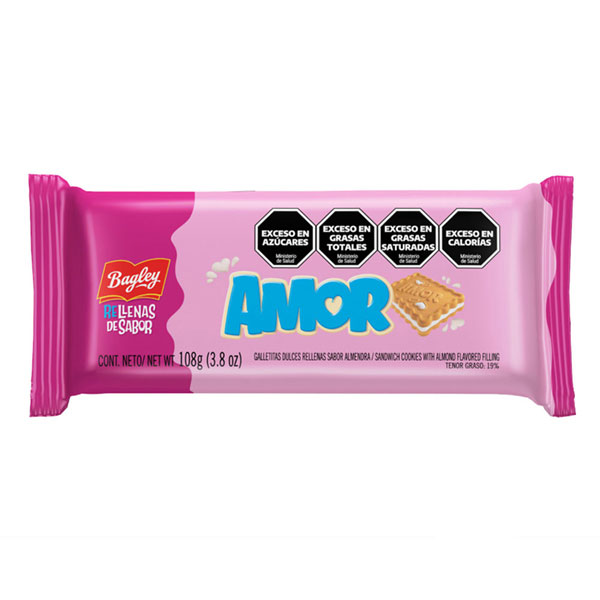 EXCESO EN
AZÚCARES
Ministerio
de Salud
EXCESO EN
GRASAS
TOTALES
Ministerio
de Salud
EXCESO EN
GRASAS
SATURADAS
Ministerio
de Salud
EXCESO EN
CALORÍAS
Ministerio
de Salud
Bagley
RELLENAS
DE SABOR
AMOR
CONT. NETO/ NET WT 108g (3.8 oz)
GALLETITAS DULCES RELLENAS SABOR ALMENDRA / SANDWICH COOKIES WITH ALMOND FLAVORED FILLING
TENOR GRASO: 19%